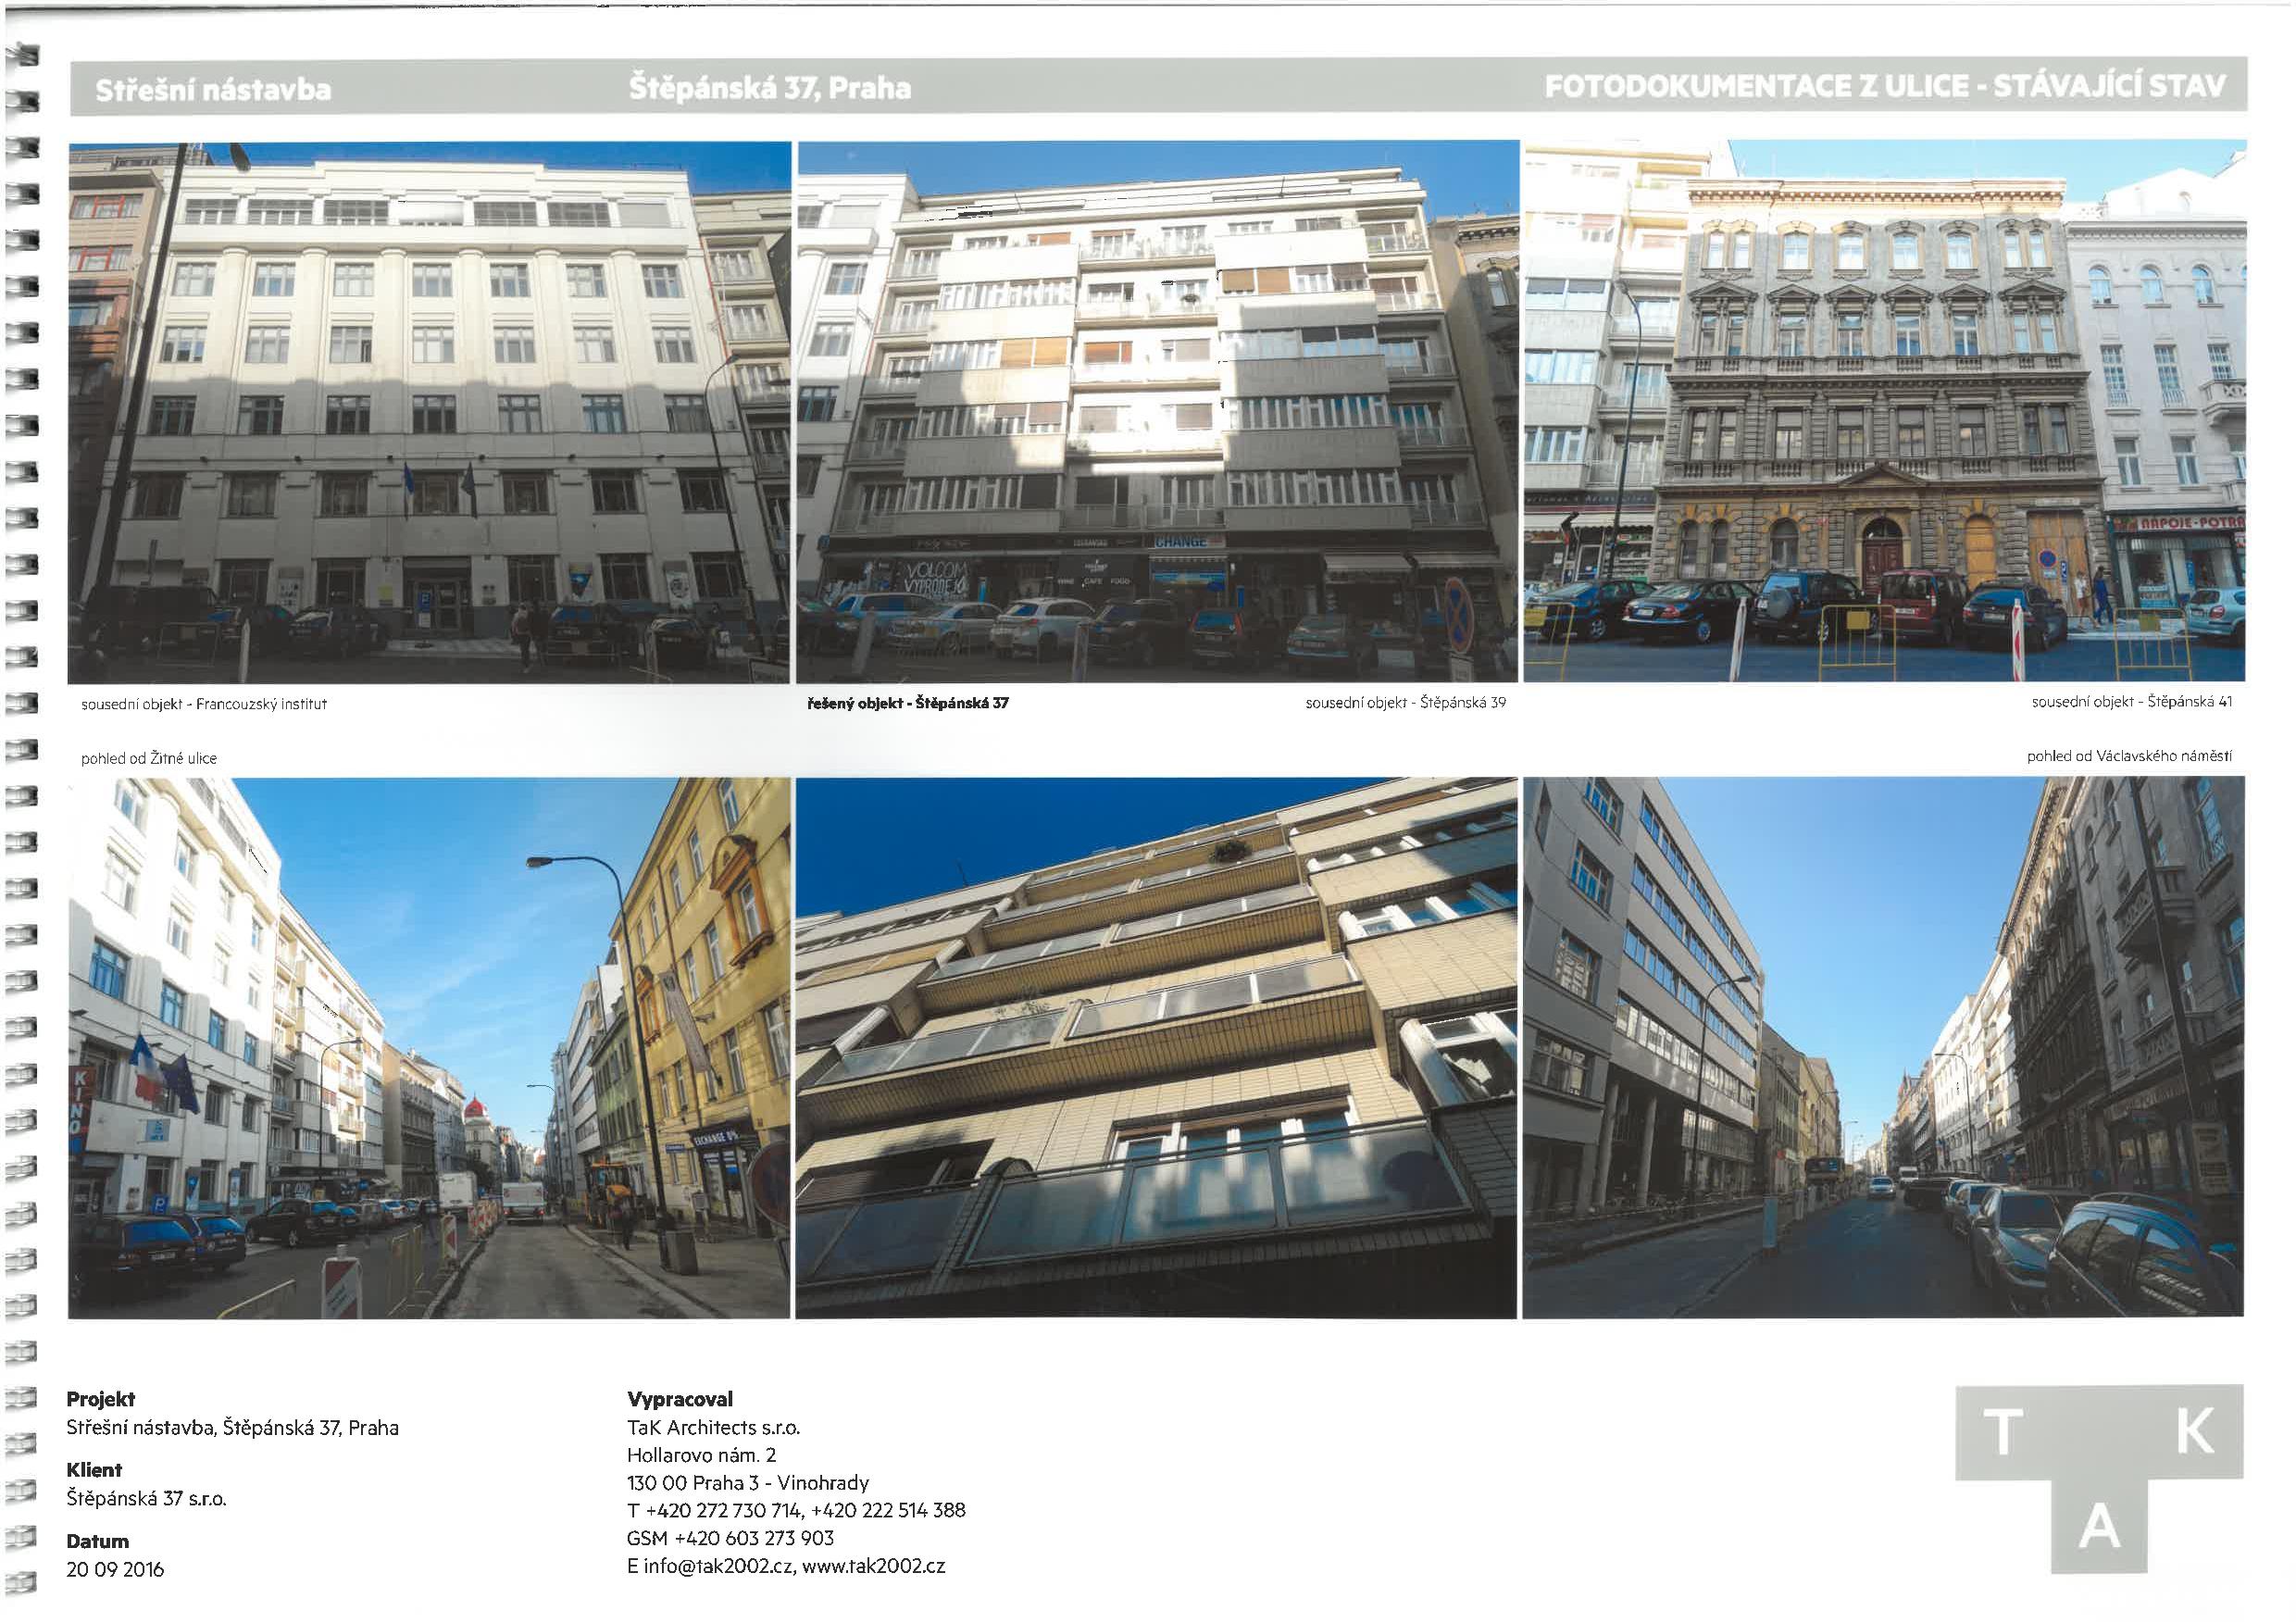 Střešní nástavba
Štěpánská 37, Praha
FOTODOKUMENTACE Z ULICE - STÁVAJÍCÍ STAV
VOLCOM
VÝPRODEJ
CHANGE
WINE CAFE FOOD
NÁPOJE-POTRA
sousední objekt - Francouzský institut
řešený objekt - Štěpánská 37
sousední objekt - Štěpánská 39
sousední objekt - Štěpánská 41
pohled od Žitné ulice
pohled od Václavského náměstí
KINO
P
EXCHANGE 0%
Projekt
Střešní nástavba, Štěpánská 37, Praha
Klient
Štěpánská 37 s.r.o.
Datum
20 09 2016
Vypracoval
TaK Architects s.r.o.
Hollarovo nám. 2
130 00 Praha 3 - Vinohrady
T +420 272 730 714, +420 222 514 388
GSM +420 603 273 903
E info@tak2002.cz, www.tak2002.cz
T K
A